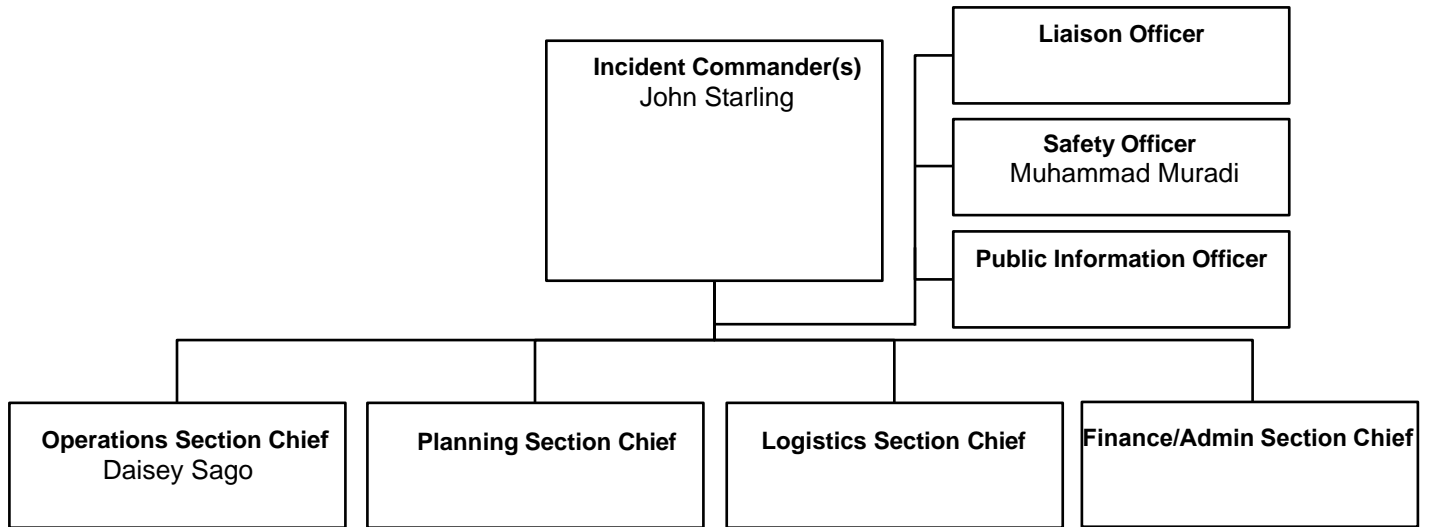 Liaison Officer
Incident Commander(s)
John Starling
Safety Officer
Muhammad Muradi
Public Information Officer
Operations Section Chief
Daisey Sago
Planning Section Chief
Logistics Section Chief
Finance/Admin Section Chief